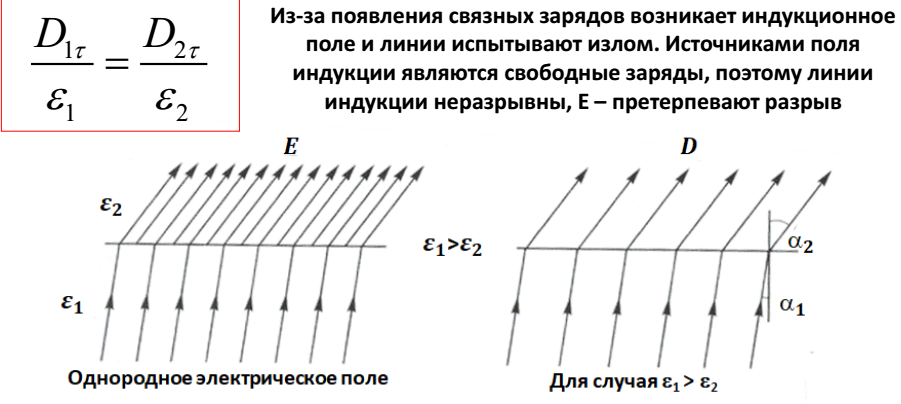 D₁τ / ε₁ = D₂τ / ε₂
Из-за появления связных зарядов возникает индукционное
поле и линии испытывают излом. Источниками поля
индукции являются свободные заряды, поэтому линии
индукции неразрывны, Е – претерпевают разрыв
E
D
ε₂
ε₁>ε₂
α₂
ε₁
α₁
Однородное электрическое поле
Для случая ε₁ > ε₂